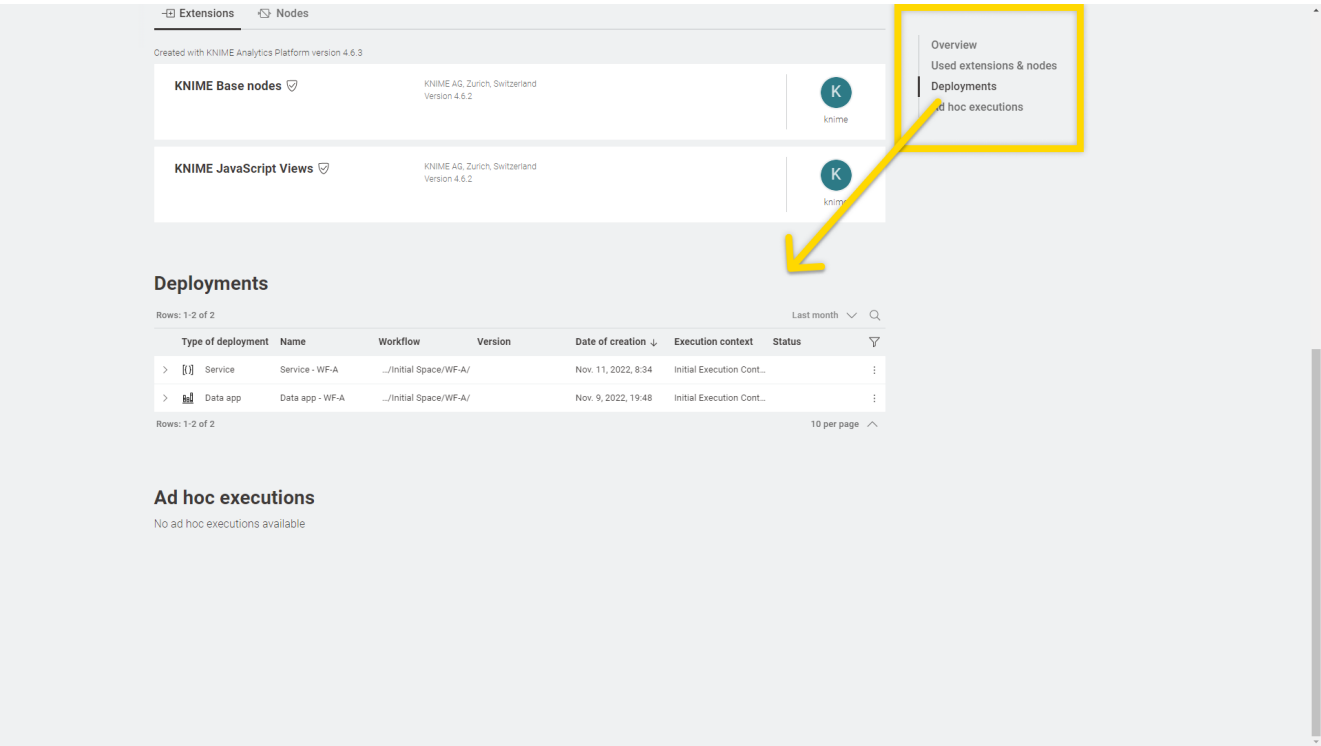 Extensions Nodes
Created with KNIME Analytics Platform version 4.6.3
KNIME Base nodes
KNIME AG, Zurich, Switzerland
Version 4.6.2
K
knime
KNIME JavaScript Views
KNIME AG, Zurich, Switzerland
Version 4.6.2
K
knime
Overview
Used extensions & nodes
Deployments
Ad hoc executions
Deployments
Rows: 1-2 of 2 Last month
Type of deployment Name Workflow Version Date of creation ↓ Execution context Status
Service Service - WF-A .../Initial Space/WF-A/ Nov. 11, 2022, 8:34 Initial Execution Cont...
Data app Data app - WF-A .../Initial Space/WF-A/ Nov. 9, 2022, 19:48 Initial Execution Cont...
Rows: 1-2 of 2 10 per page
Ad hoc executions
No ad hoc executions available